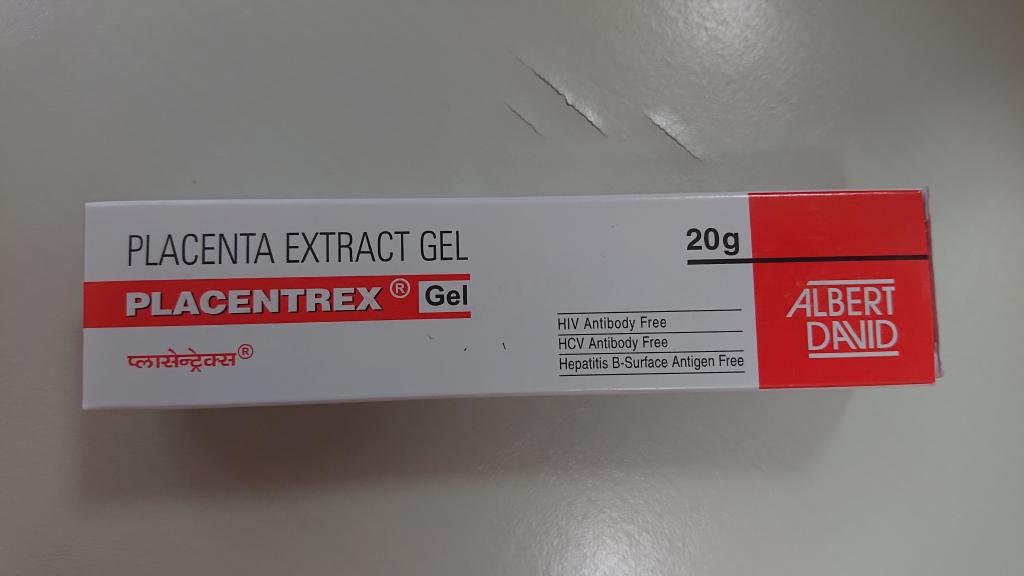 PLACENTA EXTRACT GEL
PLACENTREX® Gel
प्लासेन्ट्रेक्स®
20g
HIV Antibody Free
HCV Antibody Free
Hepatitis B-Surface Antigen Free
ALBERT
DAVID